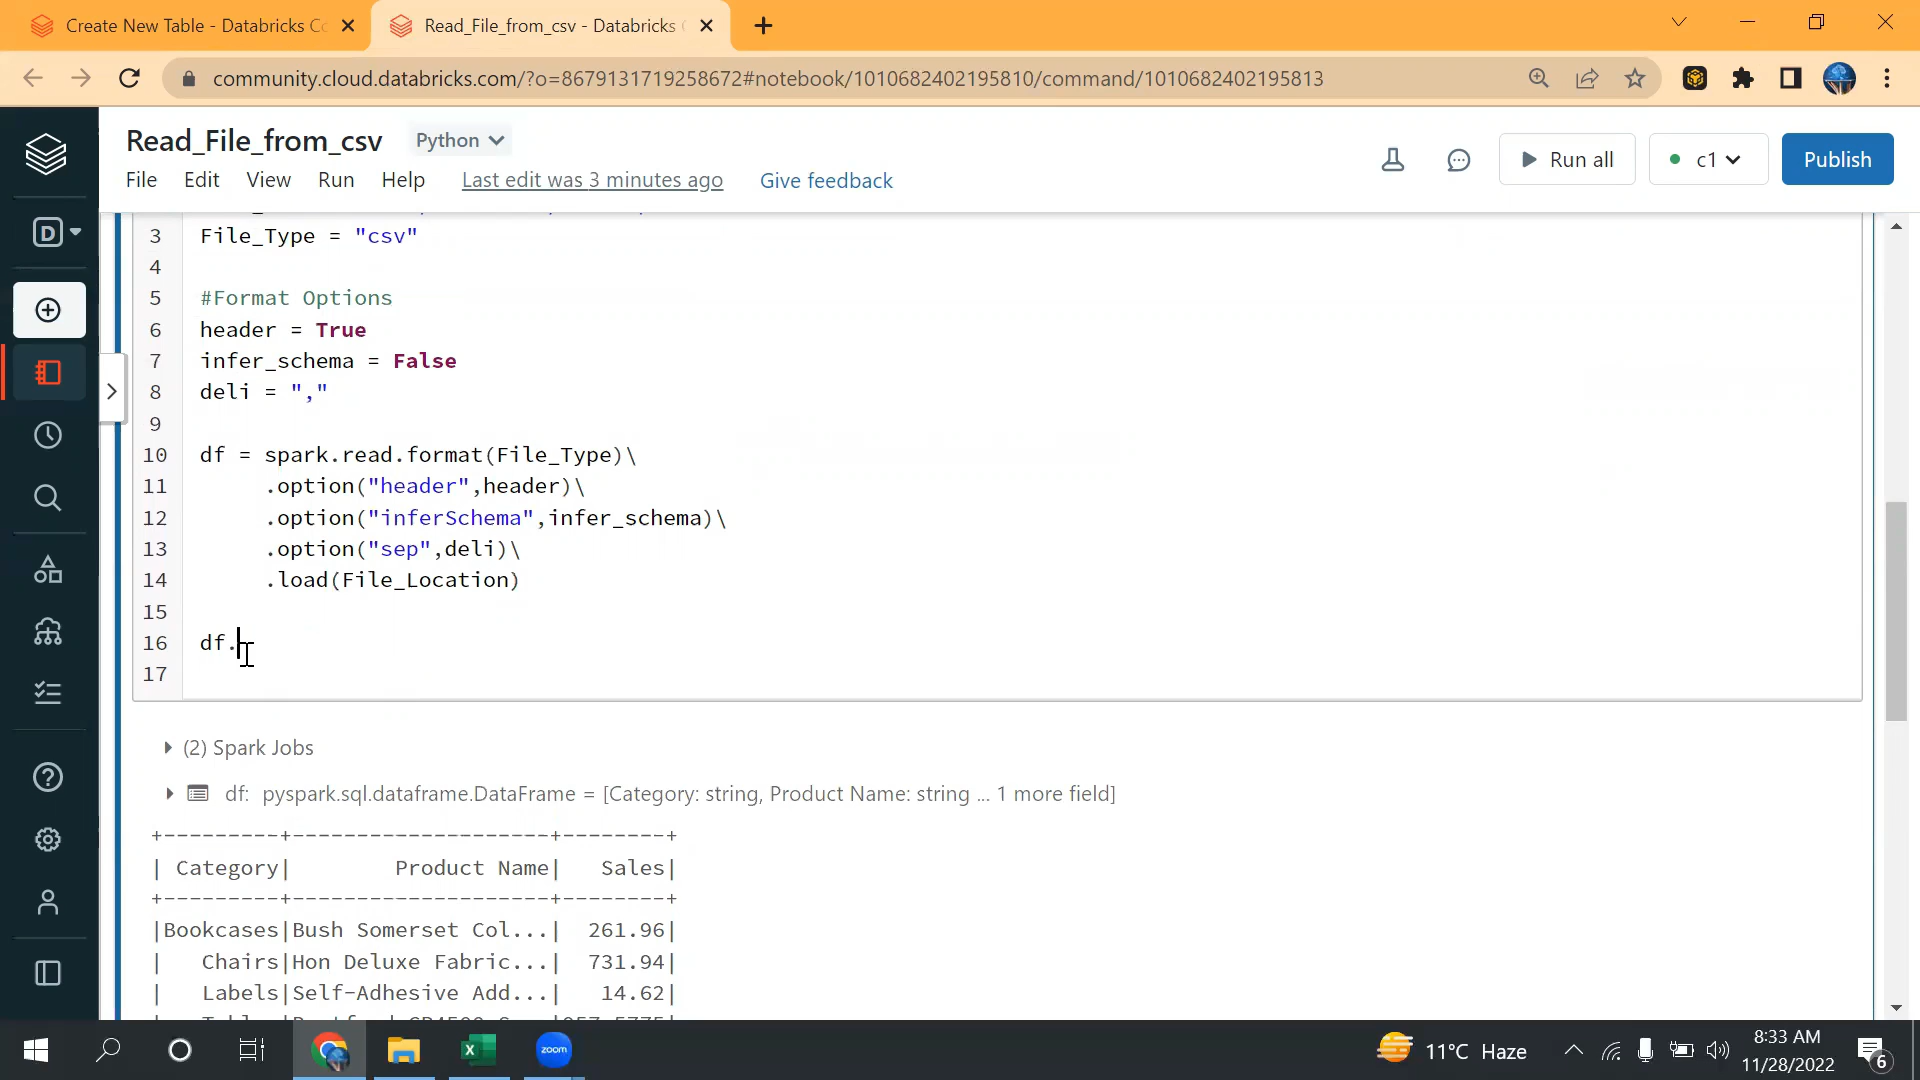 Create New Table - Databricks Co
Read_File_from_csv - Databricks C
community.cloud.databricks.com/?o=8679131719258672#notebook/1010682402195810/command/1010682402195813
Read_File_from_csv
Python
File Edit View Run Help Last edit was 3 minutes ago Give feedback
Run all
c1
Publish
D
3 File_Type = "csv"
4
5 #Format Options
6 header = True
7 infer_schema = False
8 deli = ","
9
10 df = spark.read.format(File_Type)\
11 .option("header",header)\
12 .option("inferSchema",infer_schema)\
13 .option("sep",deli)\
14 .load(File_Location)
15
16 df.
17
(2) Spark Jobs
df: pyspark.sql.dataframe.DataFrame = [Category: string, Product Name: string ... 1 more field]
+---------+--------------------+--------+
| Category| Product Name| Sales|
+---------+--------------------+--------+
|Bookcases|Bush Somerset Col...| 261.96|
| Chairs|Hon Deluxe Fabric...| 731.94|
| Labels|Self-Adhesive Add...| 14.62|
zoom
11°C Haze
8:33 AM
11/28/2022
6